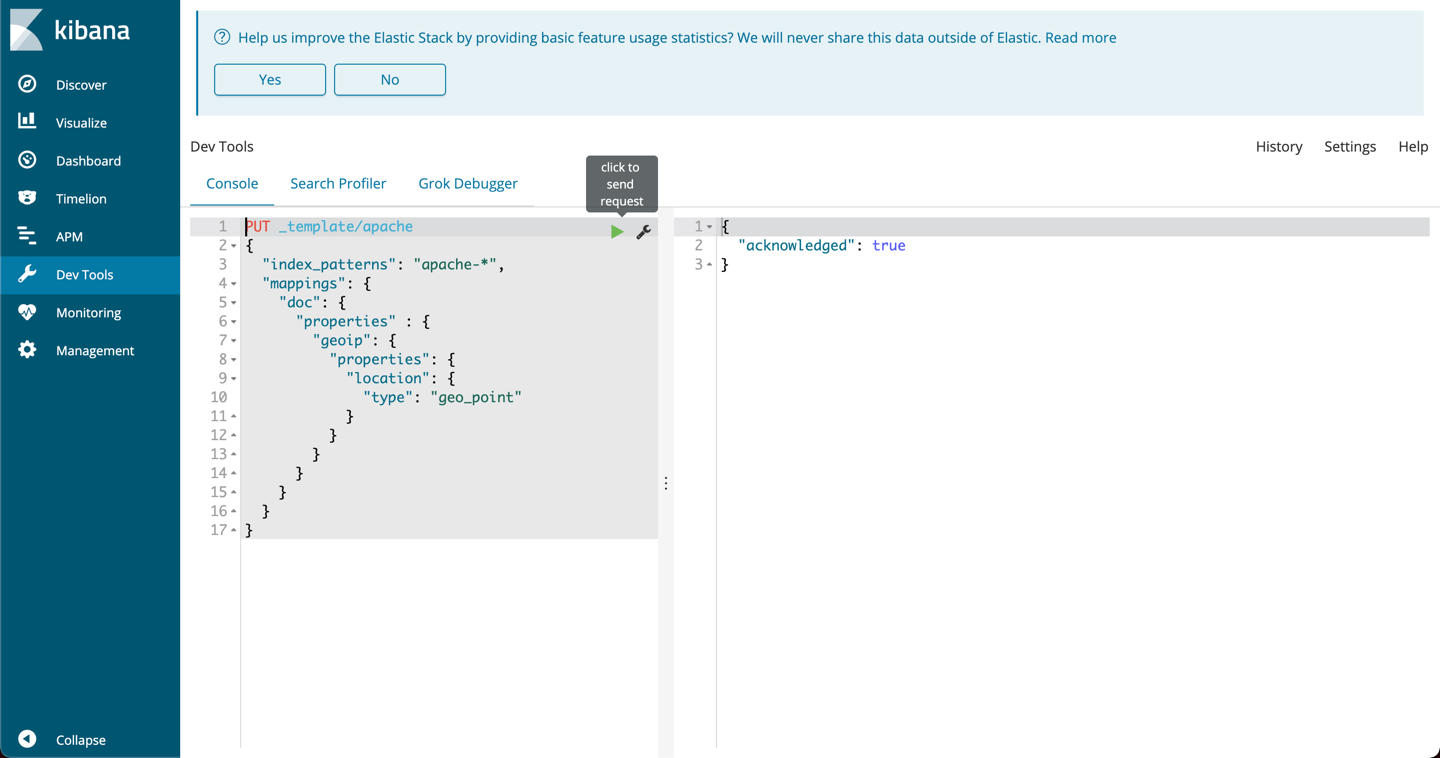 kibana
Discover
Visualize
Dashboard
Timelion
APM
Dev Tools
Monitoring
Management
Collapse
Help us improve the Elastic Stack by providing basic feature usage statistics? We will never share this data outside of Elastic. Read more
Yes No
Dev Tools
History Settings Help
Console Search Profiler Grok Debugger
click to
send
request
1 PUT _template/apache
2 {
3 "index_patterns": "apache-*",
4 "mappings": {
5 "doc": {
6 "properties" : {
7 "geoip": {
8 "properties": {
9 "location": {
10 "type": "geo_point"
11 }
12 }
13 }
14 }
15 }
16 }
17 }
1 {
2 "acknowledged": true
3 }